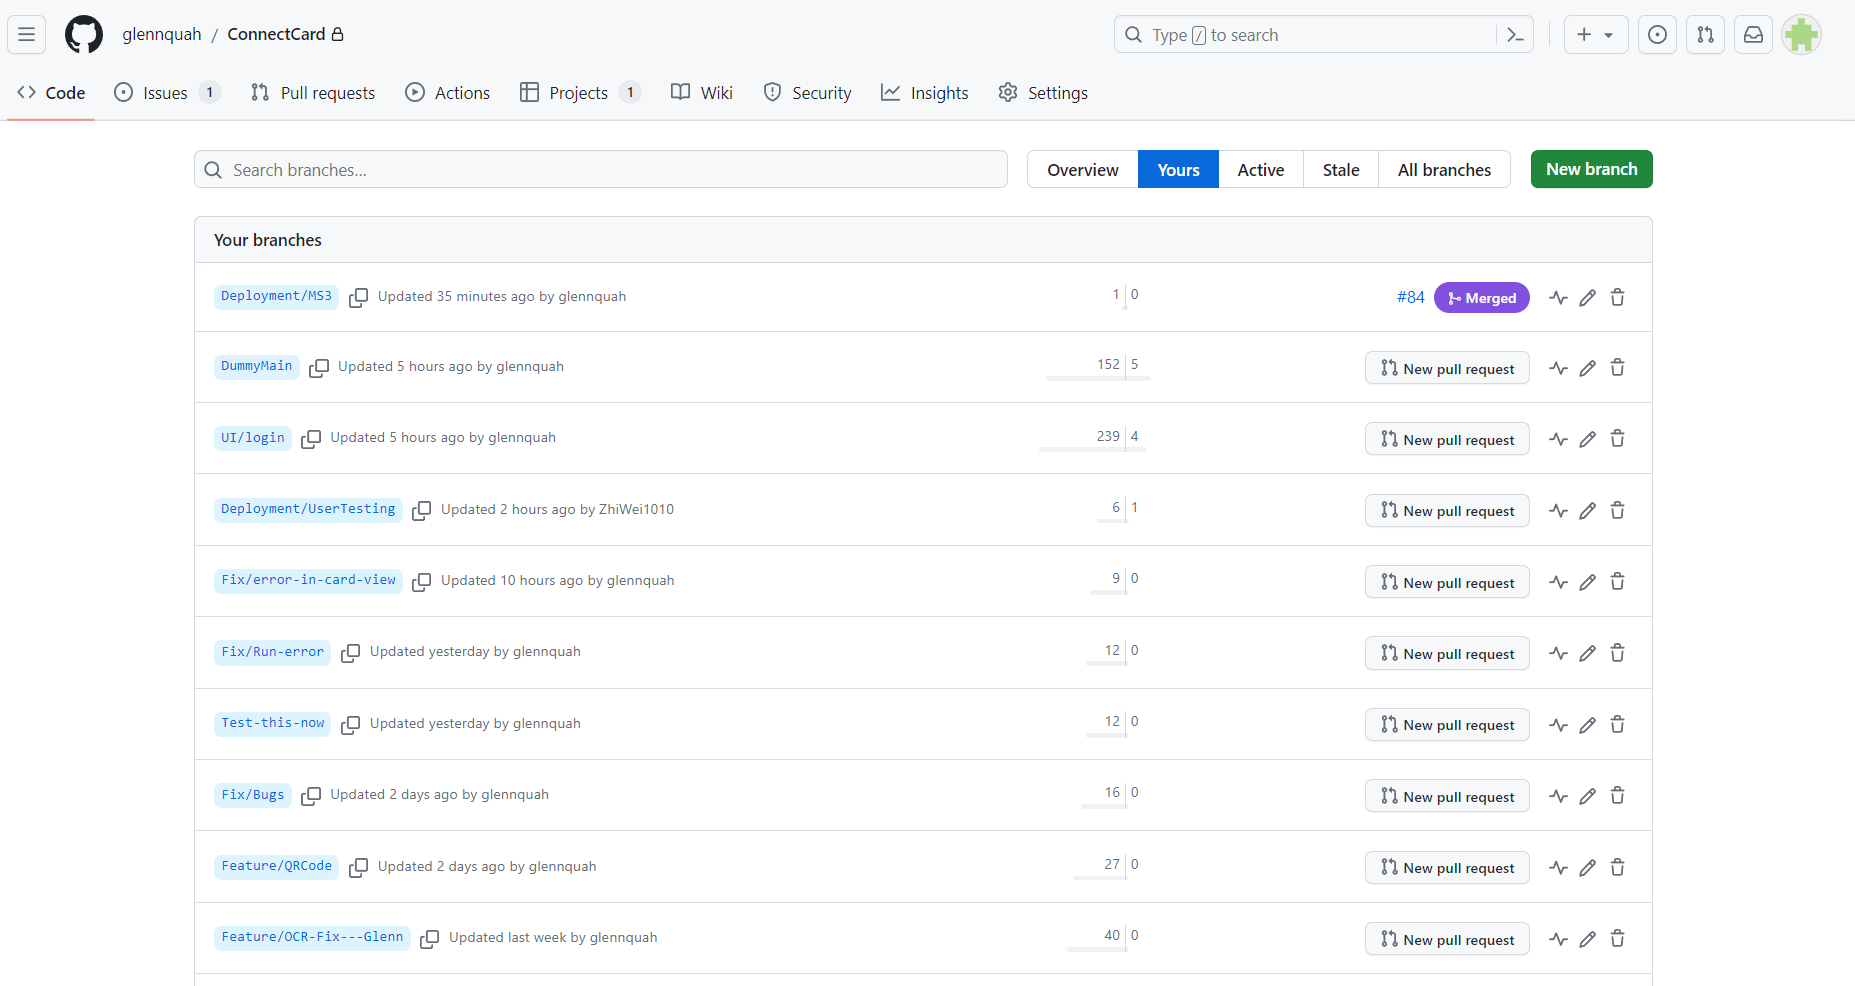 glennquah / ConnectCard
Type / to search
Code
Issues 1
Pull requests
Actions
Projects 1
Wiki
Security
Insights
Settings
Search branches...
Overview
Yours
Active
Stale
All branches
New branch
Your branches
Deployment/MS3 Updated 35 minutes ago by glennquah 1 0 #84 Merged
DummyMain Updated 5 hours ago by glennquah 152 5 New pull request
UI/login Updated 5 hours ago by glennquah 239 4 New pull request
Deployment/UserTesting Updated 2 hours ago by ZhiWei1010 6 1 New pull request
Fix/error-in-card-view Updated 10 hours ago by glennquah 9 0 New pull request
Fix/Run-error Updated yesterday by glennquah 12 0 New pull request
Test-this-now Updated yesterday by glennquah 12 0 New pull request
Fix/Bugs Updated 2 days ago by glennquah 16 0 New pull request
Feature/QRCode Updated 2 days ago by glennquah 27 0 New pull request
Feature/OCR-Fix---Glenn Updated last week by glennquah 40 0 New pull request